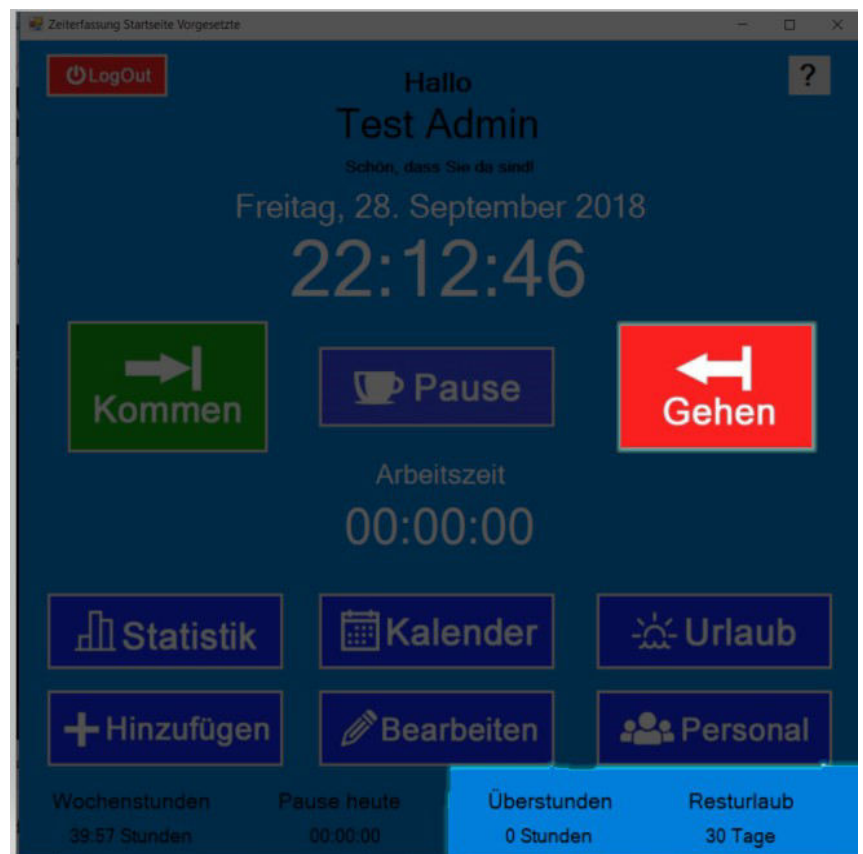 Zeiterfassung Startseite Vorgesetzte
LogOut
?
Hallo
Test Admin
Schön, dass Sie da sind!
Freitag, 28. September 2018
22:12:46
Kommen
Pause
Gehen
Arbeitszeit
00:00:00
Statistik
Kalender
Urlaub
Hinzufügen
Bearbeiten
Personal
Wochenstunden Pause heute Überstunden Resturlaub
39:57 Stunden 00:00:00 0 Stunden 30 Tage